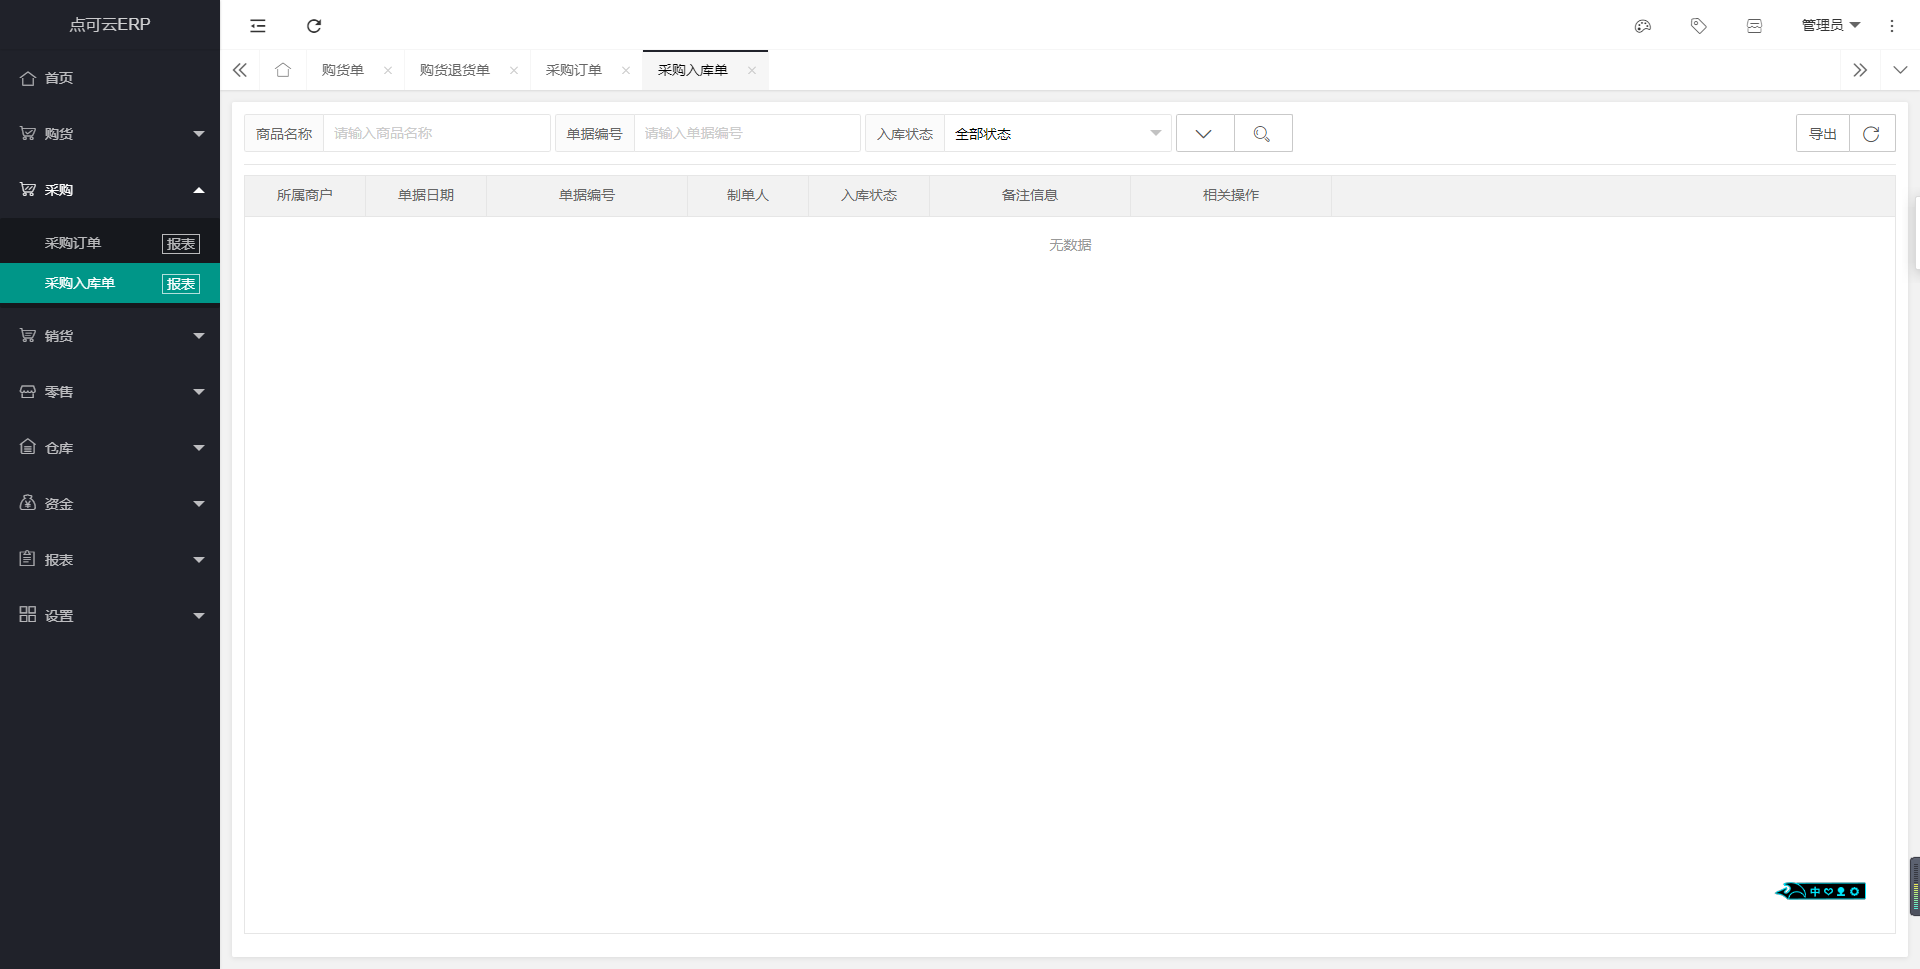 点可云ERP
管理员
首页
购货
采购
采购订单 报表
采购入库单 报表
销货
零售
仓库
资金
报表
设置
购货单 购货退货单 采购订单 采购入库单
商品名称 请输入商品名称 单据编号 请输入单据编号 入库状态 全部状态 导出
所属商户 单据日期 单据编号 制单人 入库状态 备注信息 相关操作
无数据
中